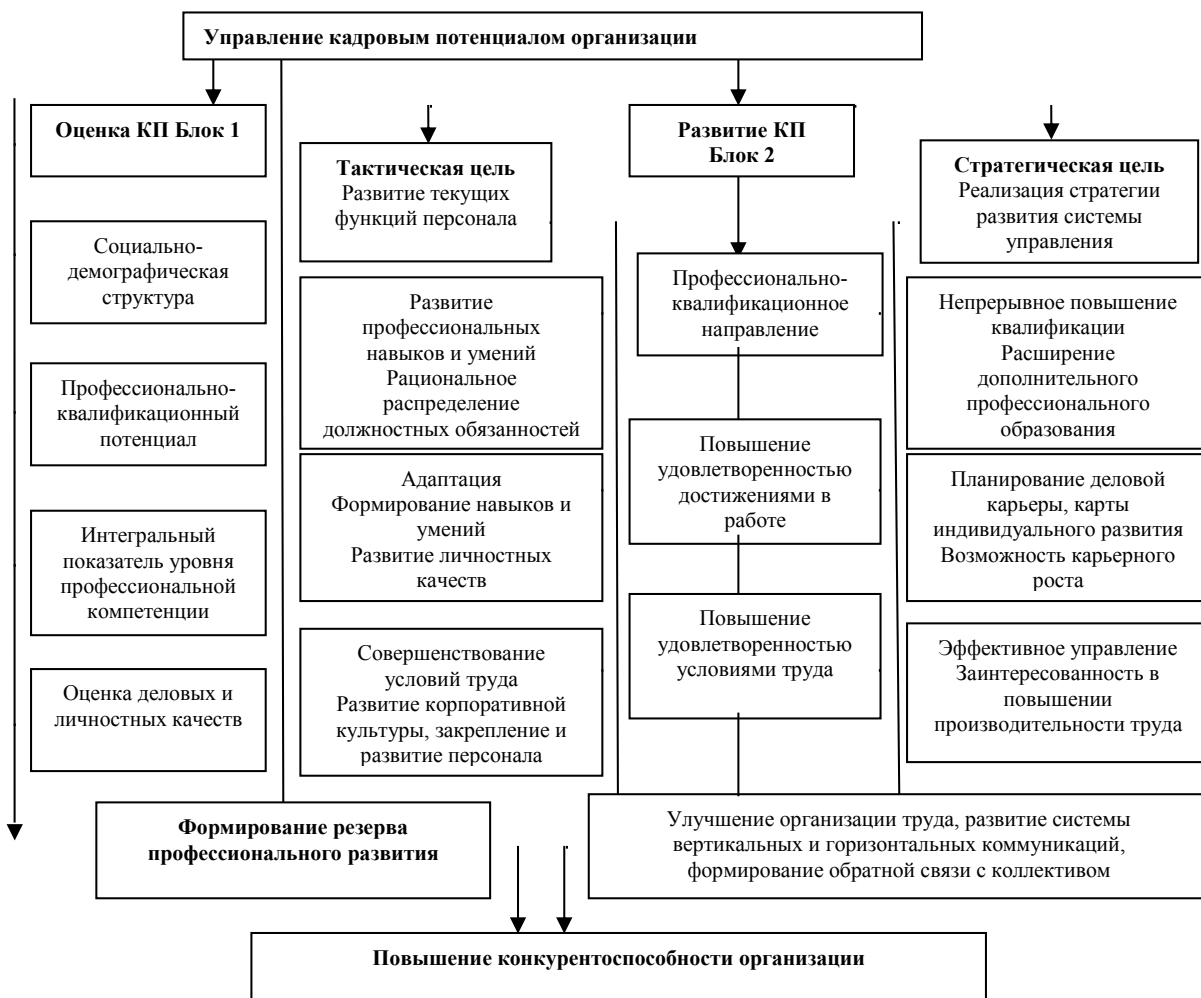 Управление кадровым потенциалом организации
Оценка КП Блок 1
Социально-
демографическая
структура
Профессионально-
квалификационный
потенциал
Интегральный
показатель уровня
профессиональной
компетенции
Оценка деловых и
личностных качеств
Тактическая цель
Развитие текущих
функций персонала
Развитие
профессиональных
навыков и умений
Рациональное
распределение
должностных обязанностей
Адаптация
Формирование навыков и
умений
Развитие личностных
качеств
Совершенствование
условий труда
Развитие корпоративной
культуры, закрепление и
развитие персонала
Развитие КП
Блок 2
Профессионально-
квалификационное
направление
Повышение
удовлетворенностью
достижениями в
работе
Повышение
удовлетворенностью
условиями труда
Стратегическая цель
Реализация стратегии
развития системы
управления
Непрерывное повышение
квалификации
Расширение
дополнительного
профессионального
образования
Планирование деловой
карьеры, карты
индивидуального развития
Возможность карьерного
роста
Эффективное управление
Заинтересованность в
повышении
производительности труда
Формирование резерва
профессионального развития
Улучшение организации труда, развитие системы
вертикальных и горизонтальных коммуникаций,
формирование обратной связи с коллективом
Повышение конкурентоспособности организации